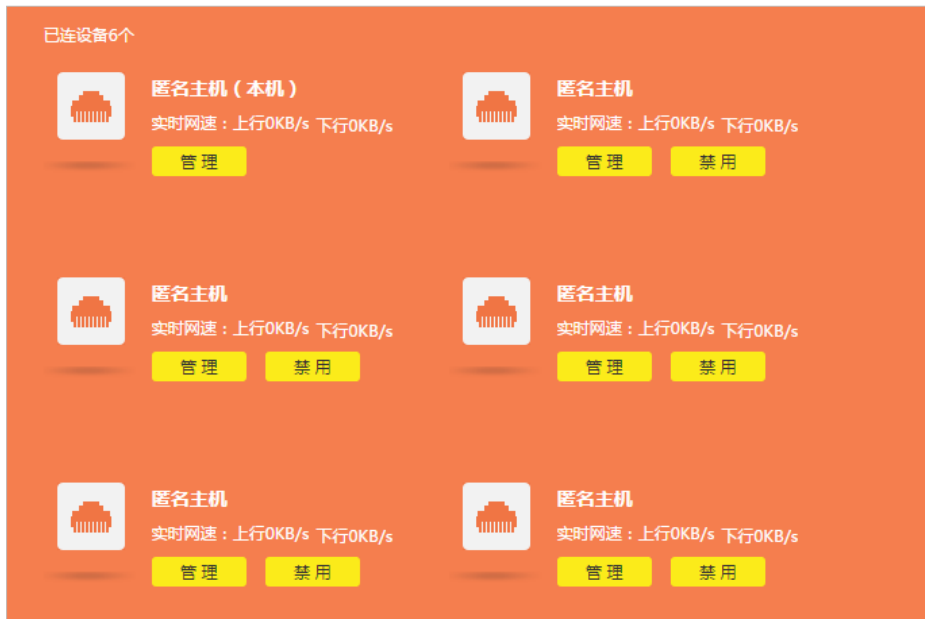 已连设备6个
匿名主机（本机）
实时网速：上行0KB/s 下行0KB/s
管 理
匿名主机
实时网速：上行0KB/s 下行0KB/s
管 理 禁 用
匿名主机
实时网速：上行0KB/s 下行0KB/s
管 理 禁 用
匿名主机
实时网速：上行0KB/s 下行0KB/s
管 理 禁 用
匿名主机
实时网速：上行0KB/s 下行0KB/s
管 理 禁 用
匿名主机
实时网速：上行0KB/s 下行0KB/s
管 理 禁 用